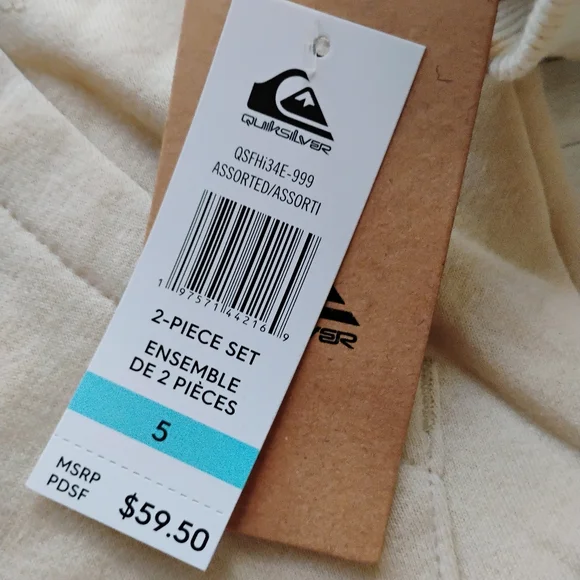 QUIKSILVER
QSFHi34E-999
ASSORTED/ASSORTI
1 97571 44216 9
2-PIECE SET
ENSEMBLE
DE 2 PIÈCES
5
MSRP
PDSF
$59.50